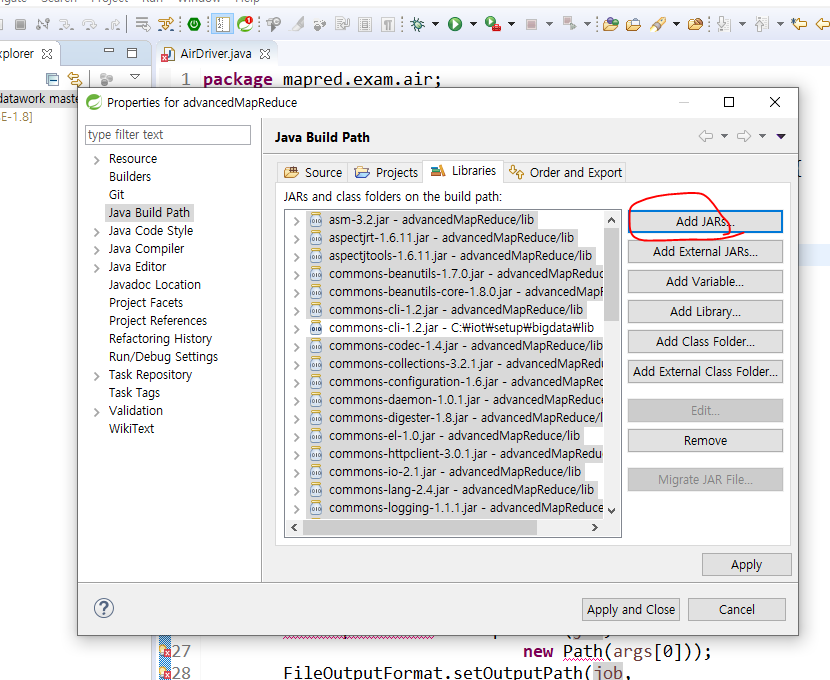 Search Project Run Window Help
xplorer
AirDriver.java
1 package mapred.exam.air;
datawork mast
E-1.8]
Properties for advancedMapReduce
type filter text
Resource
Builders
Git
Java Build Path
Java Code Style
Java Compiler
Java Editor
Javadoc Location
Project Facets
Project References
Refactoring History
Run/Debug Settings
Task Repository
Task Tags
Validation
WikiText
Java Build Path
Source
Projects
Libraries
Order and Export
JARs and class folders on the build path:
asm-3.2.jar - advancedMapReduce/lib
aspectjrt-1.6.11.jar - advancedMapReduce/lib
aspectjtools-1.6.11.jar - advancedMapReduce/lib
commons-beanutils-1.7.0.jar - advancedMapReduc
commons-beanutils-core-1.8.0.jar - advancedMapF
commons-cli-1.2.jar - advancedMapReduce/lib
commons-cli-1.2.jar - C:₩iot₩setup₩bigdata₩lib
commons-codec-1.4.jar - advancedMapReduce/lib
commons-collections-3.2.1.jar - advancedMapRedu
commons-configuration-1.6.jar - advancedMapRedu
commons-daemon-1.0.1.jar - advancedMapReduce
commons-digester-1.8.jar - advancedMapReduce/l
commons-el-1.0.jar - advancedMapReduce/lib
commons-httpclient-3.0.1.jar - advancedMapRedu
commons-io-2.1.jar - advancedMapReduce/lib
commons-lang-2.4.jar - advancedMapReduce/lib
commons-logging-1.1.1.jar - advancedMapReduce
Add JARs...
Add External JARs...
Add Variable...
Add Library...
Add Class Folder...
Add External Class Folder...
Edit...
Remove
Migrate JAR File...
Apply
Apply and Close
Cancel
27 new Path(args[0]));
28 FileOutputFormat.setOutputPath(job,